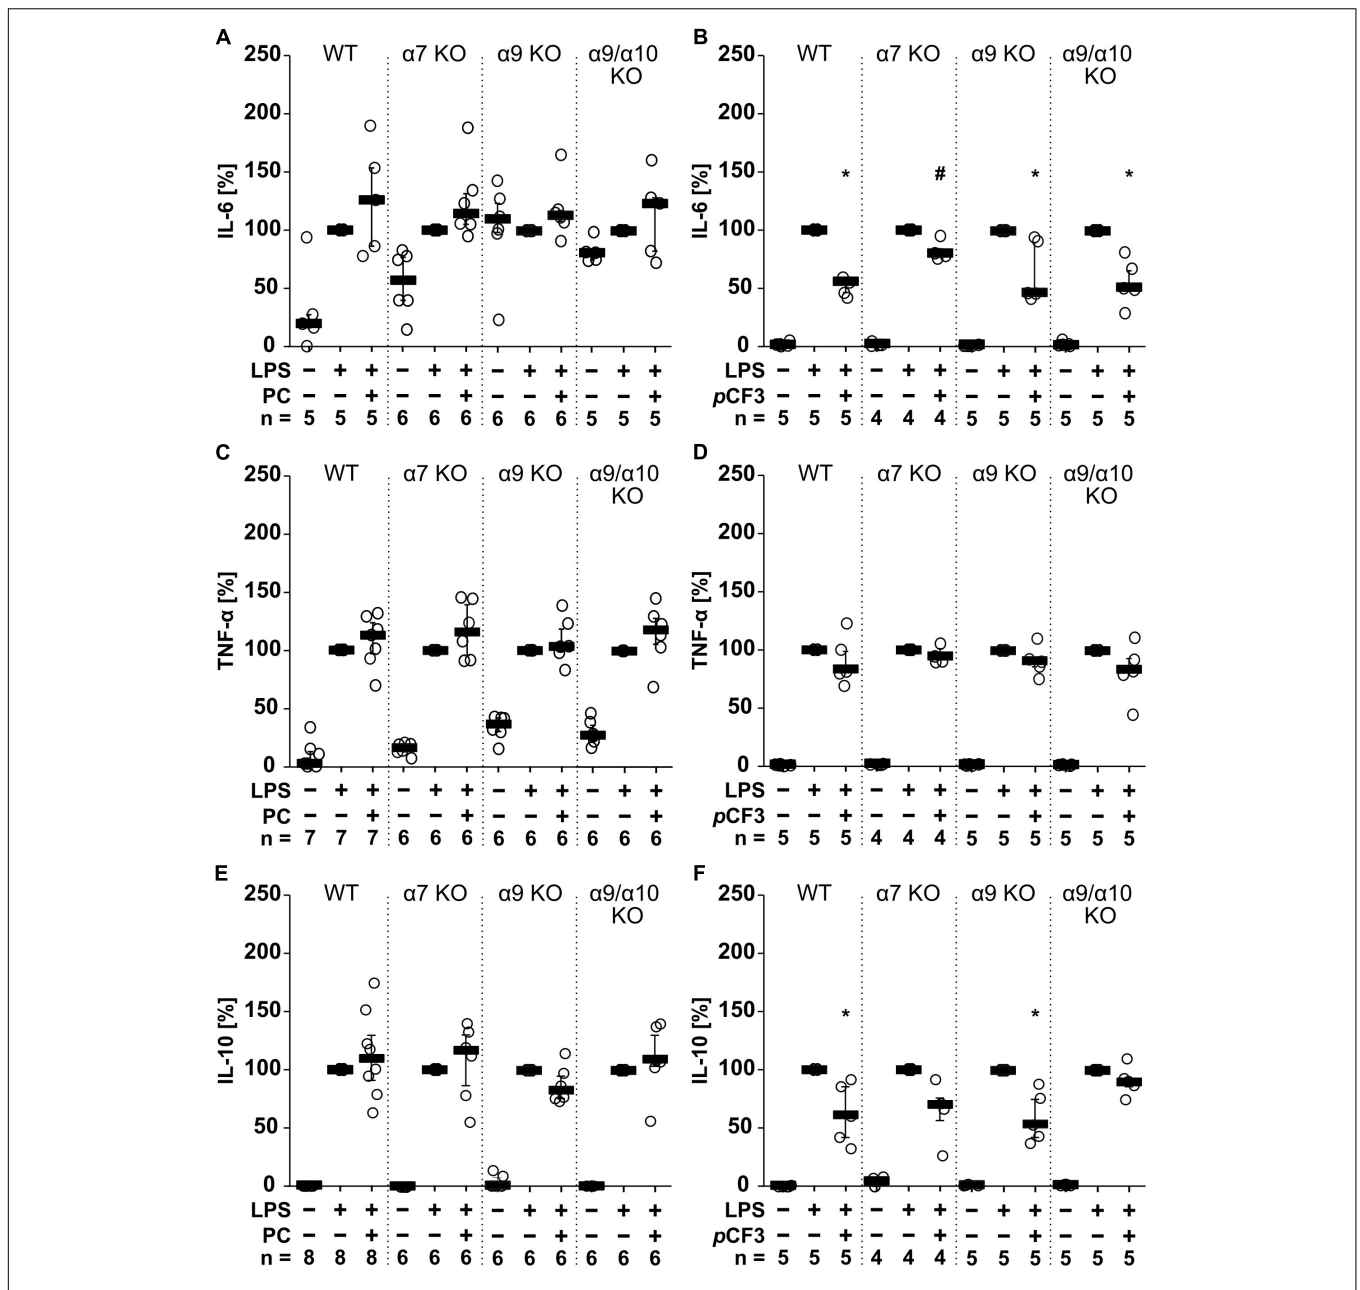 A
WT α7 KO α9 KO α9/α10 KO
250
200
150
100
50
0
IL-6 [%]
LPS − + + − + + − + + − + +
PC − − + − − + − − + − − +
n = 5 5 5 6 6 6 6 6 6 5 5 5
B
WT α7 KO α9 KO α9/α10 KO
250
200
150
100
50
0
IL-6 [%]
* # * *
LPS − + + − + + − + + − + +
pCF3 − − + − − + − − + − − +
n = 5 5 5 4 4 4 5 5 5 5 5 5
C
WT α7 KO α9 KO α9/α10 KO
250
200
150
100
50
0
TNF-α [%]
LPS − + + − + + − + + − + +
PC − − + − − + − − + − − +
n = 7 7 7 6 6 6 6 6 6 6 6 6
D
WT α7 KO α9 KO α9/α10 KO
250
200
150
100
50
0
TNF-α [%]
LPS − + + − + + − + + − + +
pCF3 − − + − − + − − + − − +
n = 5 5 5 4 4 4 5 5 5 5 5 5
E
WT α7 KO α9 KO α9/α10 KO
250
200
150
100
50
0
IL-10 [%]
LPS − + + − + + − + + − + +
PC − − + − − + − − + − − +
n = 8 8 8 6 6 6 6 6 6 6 6 6
F
WT α7 KO α9 KO α9/α10 KO
250
200
150
100
50
0
IL-10 [%]
* *
LPS − + + − + + − + + − + +
pCF3 − − + − − + − − + − − +
n = 5 5 5 4 4 4 5 5 5 5 5 5